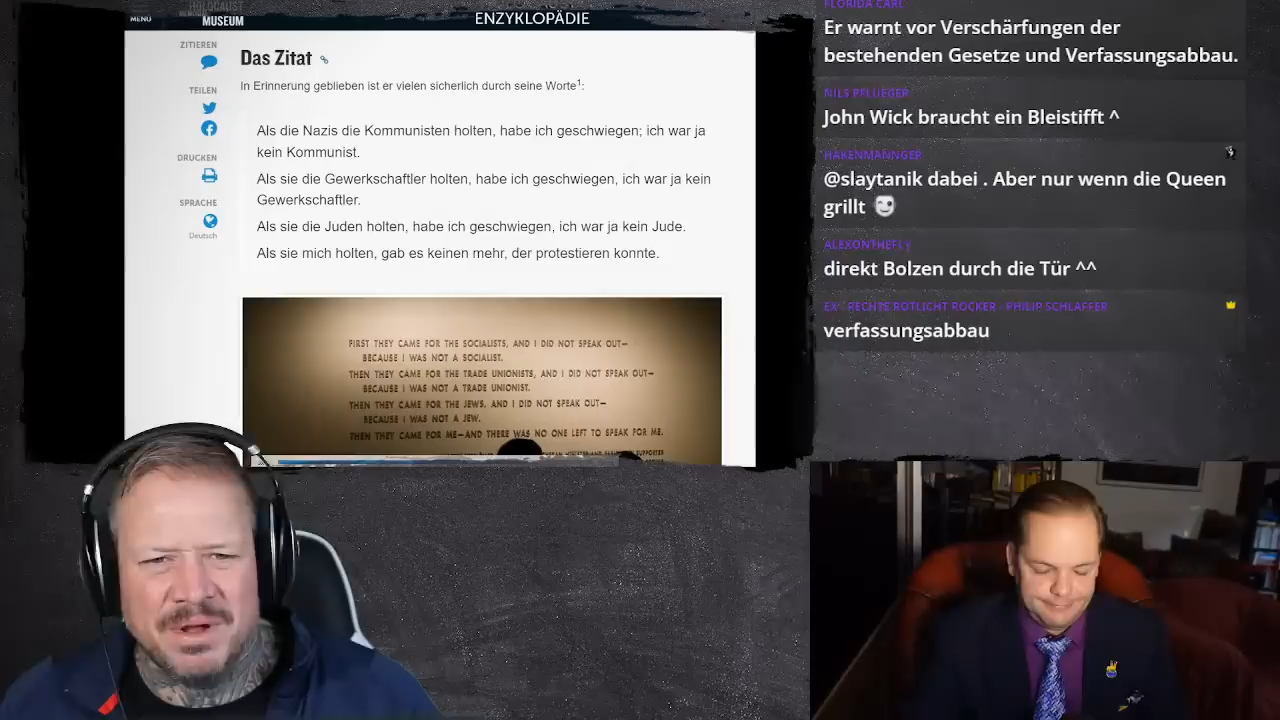 HOLOCAUST
MENU
MUSEUM
ENZYKLOPÄDIE
ZITIEREN
TEILEN
DRUCKEN
SPRACHE
Deutsch
Das Zitat
In Erinnerung geblieben ist er vielen sicherlich durch seine Worte¹:
Als die Nazis die Kommunisten holten, habe ich geschwiegen; ich war ja
kein Kommunist.
Als sie die Gewerkschaftler holten, habe ich geschwiegen, ich war ja kein
Gewerkschaftler.
Als sie die Juden holten, habe ich geschwiegen, ich war ja kein Jude.
Als sie mich holten, gab es keinen mehr, der protestieren konnte.
FIRST THEY CAME FOR THE SOCIALISTS, AND I DID NOT SPEAK OUT—
BECAUSE I WAS NOT A SOCIALIST.
THEN THEY CAME FOR THE TRADE UNIONISTS, AND I DID NOT SPEAK OUT—
BECAUSE I WAS NOT A TRADE UNIONIST.
THEN THEY CAME FOR THE JEWS, AND I DID NOT SPEAK OUT—
BECAUSE I WAS NOT A JEW.
THEN THEY CAME FOR ME—AND THERE WAS NO ONE LEFT TO SPEAK FOR ME.
FLORIDA CARL
Er warnt vor Verschärfungen der
bestehenden Gesetze und Verfassungsabbau.
NILS PFLUEGER
John Wick braucht ein Bleistifft ^
HAKENMANNGER
@slaytanik dabei . Aber nur wenn die Queen
grillt
ALEXONTHEFLY
direkt Bolzen durch die Tür ^^
EX - RECHTE ROTLICHT ROCKER - PHILIP SCHLAFFER
verfassungsabbau